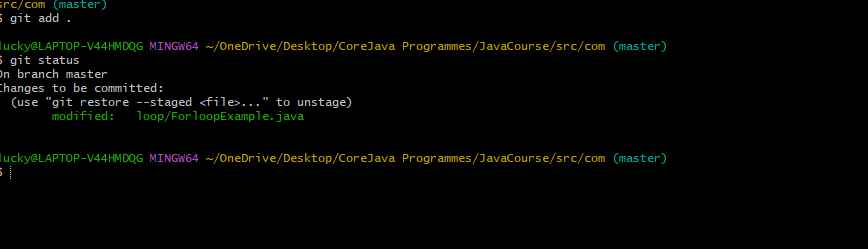 src/com (master)
$ git add .
lucky@LAPTOP-V44HMDQG MINGW64 ~/OneDrive/Desktop/CoreJava Programmes/JavaCourse/src/com (master)
$ git status
On branch master
Changes to be committed:
  (use "git restore --staged <file>..." to unstage)
        modified:   loop/ForloopExample.java
lucky@LAPTOP-V44HMDQG MINGW64 ~/OneDrive/Desktop/CoreJava Programmes/JavaCourse/src/com (master)
$